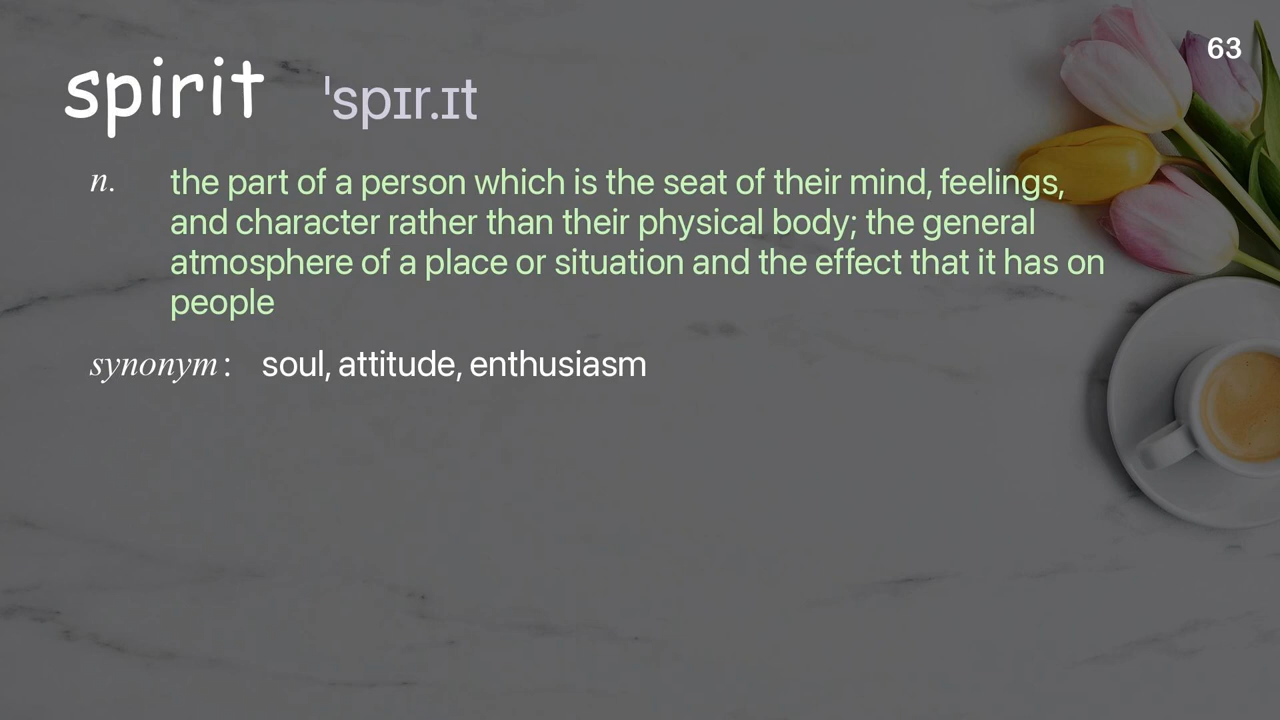 63
spirit ˈspɪr.ɪt
n. the part of a person which is the seat of their mind, feelings,
and character rather than their physical body; the general
atmosphere of a place or situation and the effect that it has on
people
synonym: soul, attitude, enthusiasm